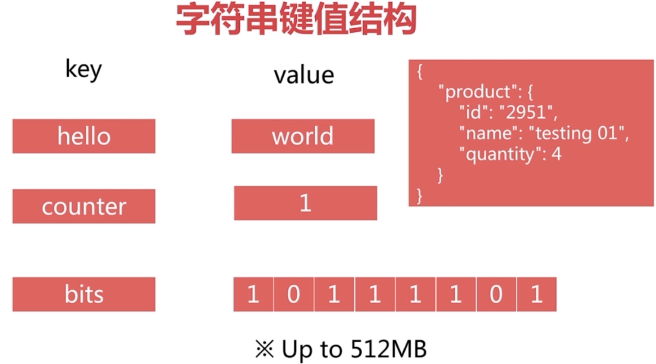 字符串键值结构
key
value
hello
world
counter
1
bits
1 0 1 1 1 1 0 1
{
"product": {
"id": "2951",
"name": "testing 01",
"quantity": 4
}
}
※ Up to 512MB